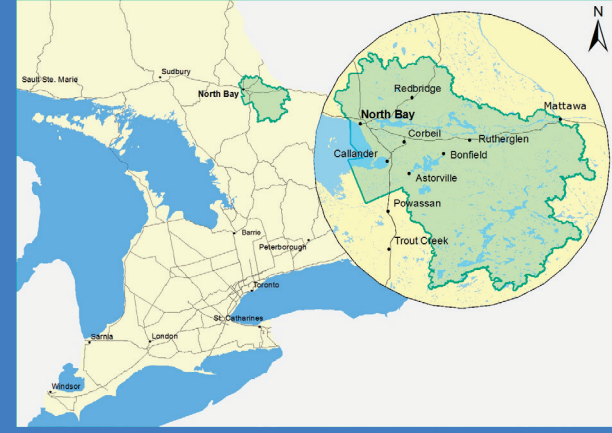 N
Sault Ste. Marie
Sudbury
North Bay
Redbridge
Mattawa
North Bay
Corbeil
Rutherglen
Callander
Bonfield
Astorville
Powassan
Trout Creek
Barrie
Peterborough
Toronto
St. Catharines
Sarnia
London
Windsor